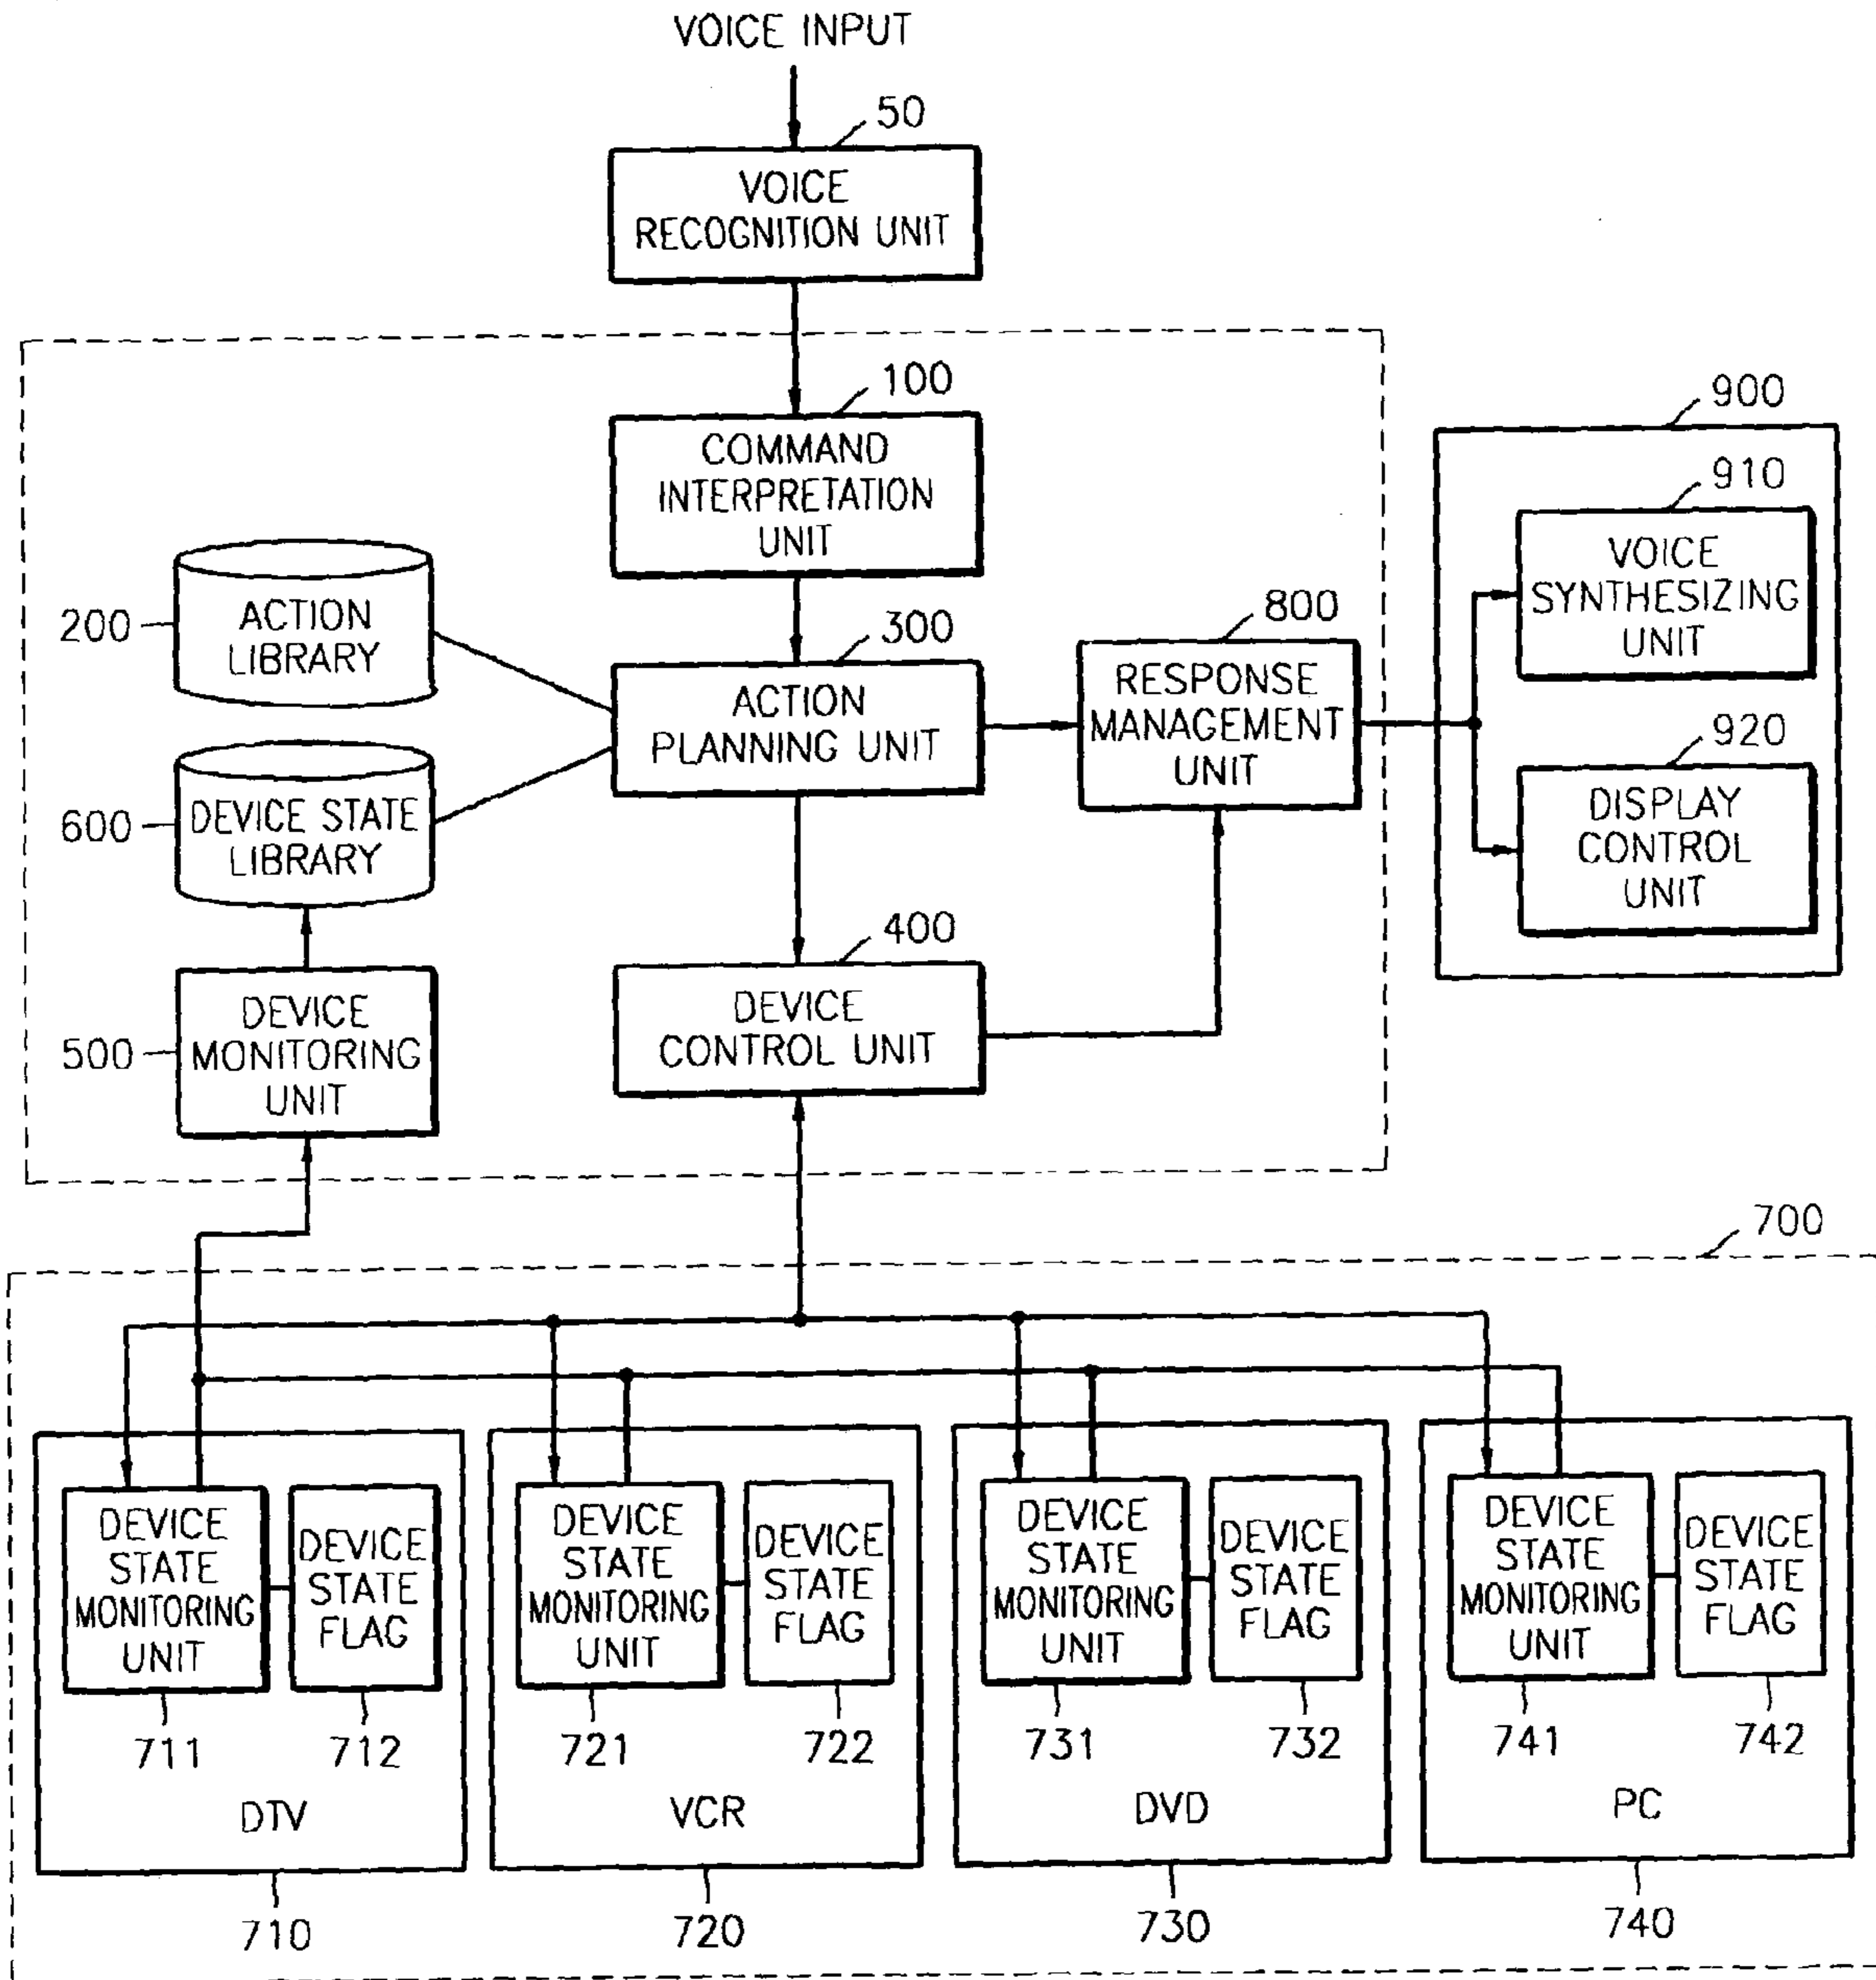 VOICE INPUT
50
VOICE
RECOGNITION UNIT
100
COMMAND
INTERPRETATION
UNIT
900
910
VOICE
SYNTHESIZING
UNIT
200
ACTION
LIBRARY
300
ACTION
PLANNING UNIT
800
RESPONSE
MANAGEMENT
UNIT
920
DISPLAY
CONTROL
UNIT
600
DEVICE STATE
LIBRARY
400
DEVICE
CONTROL UNIT
500
DEVICE
MONITORING
UNIT
700
DEVICE
STATE
MONITORING
UNIT
711
DEVICE
STATE
FLAG
712
DTV
710
DEVICE
STATE
MONITORING
UNIT
721
DEVICE
STATE
FLAG
722
VCR
720
DEVICE
STATE
MONITORING
UNIT
731
DEVICE
STATE
FLAG
732
DVD
730
DEVICE
STATE
MONITORING
UNIT
741
DEVICE
STATE
FLAG
742
PC
740